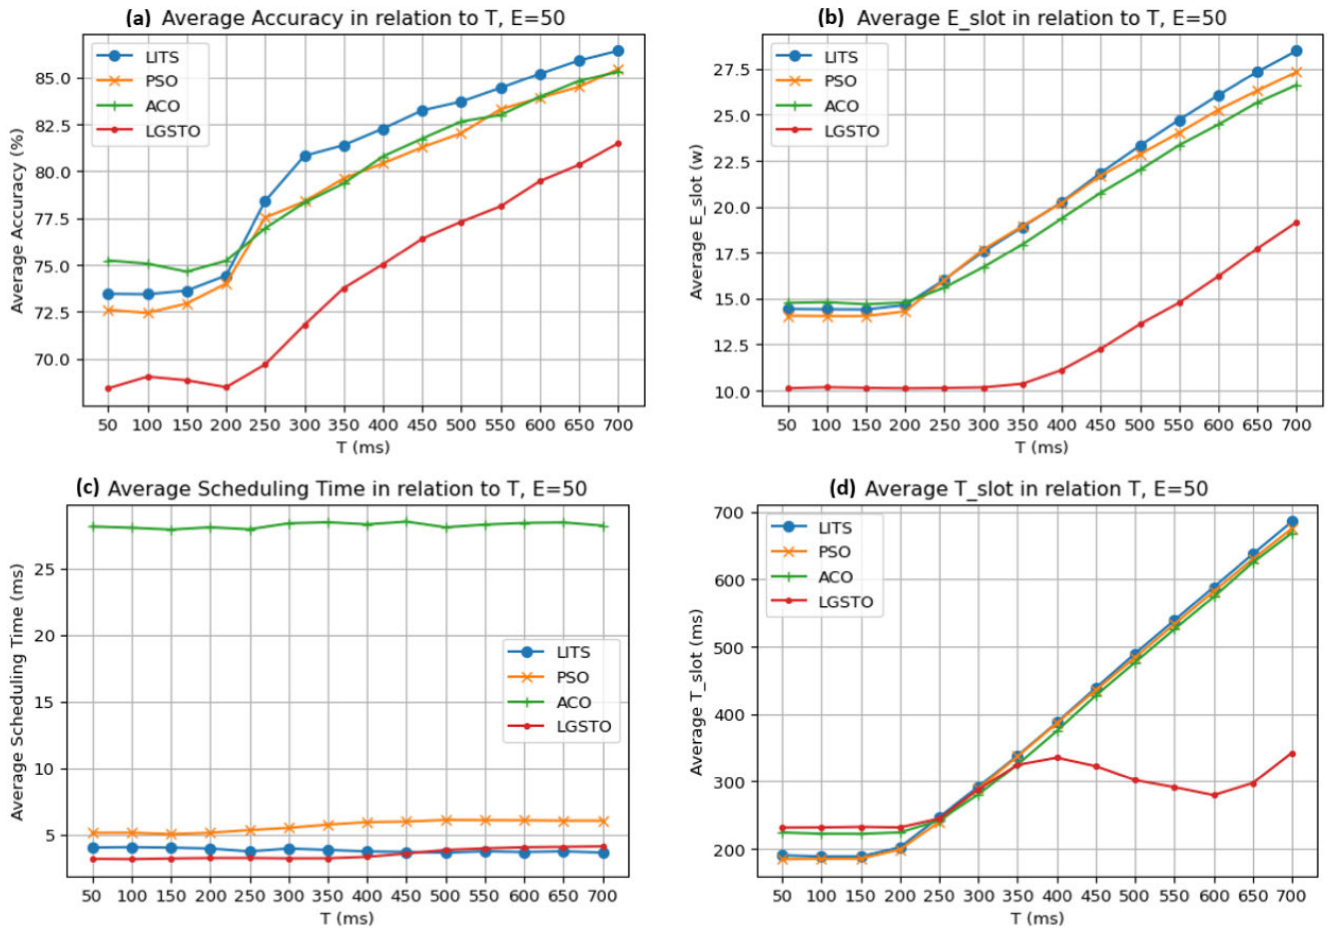 (a) Average Accuracy in relation to T, E=50
LITS
PSO
ACO
LGSTO
85.0
82.5
80.0
77.5
75.0
72.5
70.0
Average Accuracy (%)
50 100 150 200 250 300 350 400 450 500 550 600 650 700
T (ms)
(b) Average E_slot in relation to T, E=50
LITS
PSO
ACO
LGSTO
27.5
25.0
22.5
20.0
17.5
15.0
12.5
10.0
Average E_slot (w)
50 100 150 200 250 300 350 400 450 500 550 600 650 700
T (ms)
(c) Average Scheduling Time in relation to T, E=50
25
20
15
10
5
Average Scheduling Time (ms)
LITS
PSO
ACO
LGSTO
50 100 150 200 250 300 350 400 450 500 550 600 650 700
T (ms)
(d) Average T_slot in relation T, E=50
LITS
PSO
ACO
LGSTO
700
600
500
400
300
200
Average T_slot (ms)
50 100 150 200 250 300 350 400 450 500 550 600 650 700
T (ms)